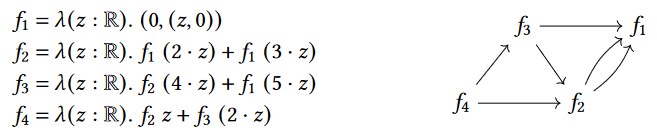 f₁ = λ(z : ℝ). (0, (z, 0))
f₂ = λ(z : ℝ). f₁ (2 · z) + f₁ (3 · z)
f₃ = λ(z : ℝ). f₂ (4 · z) + f₁ (5 · z)
f₄ = λ(z : ℝ). f₂ z + f₃ (2 · z)
f₃ f₁
f₄ f₂